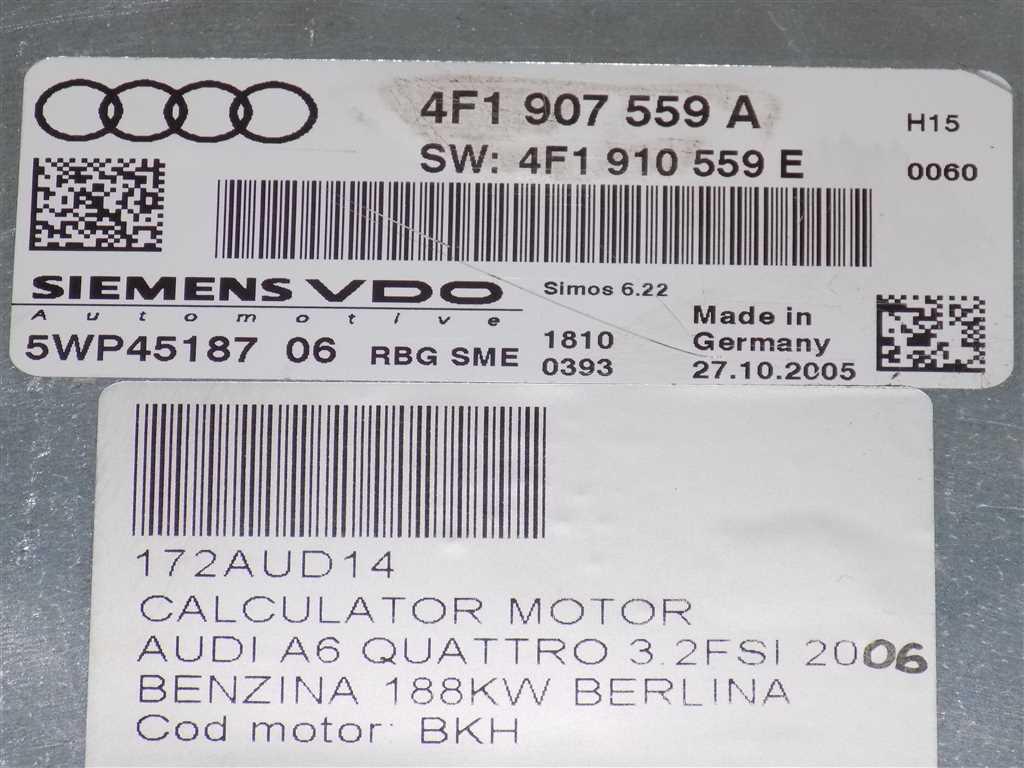 4F1 907 559 A
SW: 4F1 910 559 E
H15
0060
SIEMENS VDO
Automotive
5WP45187 06
RBG SME
Simos 6.22
1810
0393
Made in
Germany
27.10.2005
172AUD14
CALCULATOR MOTOR
AUDI A6 QUATTRO 3.2FSI 2006
BENZINA 188KW BERLINA
Cod motor: BKH